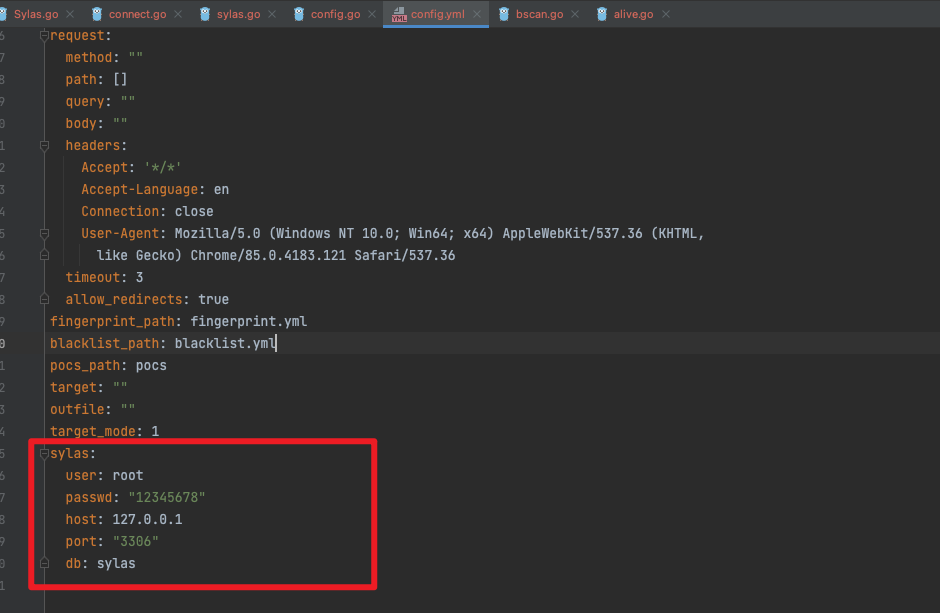 Sylas.go connect.go sylas.go config.go config.yml bscan.go alive.go
6 request:
7 method: ""
8 path: []
9 query: ""
0 body: ""
1 headers:
2 Accept: '*/*'
3 Accept-Language: en
4 Connection: close
5 User-Agent: Mozilla/5.0 (Windows NT 10.0; Win64; x64) AppleWebKit/537.36 (KHTML,
6 like Gecko) Chrome/85.0.4183.121 Safari/537.36
7 timeout: 3
8 allow_redirects: true
9 fingerprint_path: fingerprint.yml
0 blacklist_path: blacklist.yml
1 pocs_path: pocs
2 target: ""
3 outfile: ""
4 target_mode: 1
5 sylas:
6 user: root
7 passwd: "12345678"
8 host: 127.0.0.1
9 port: "3306"
0 db: sylas
1